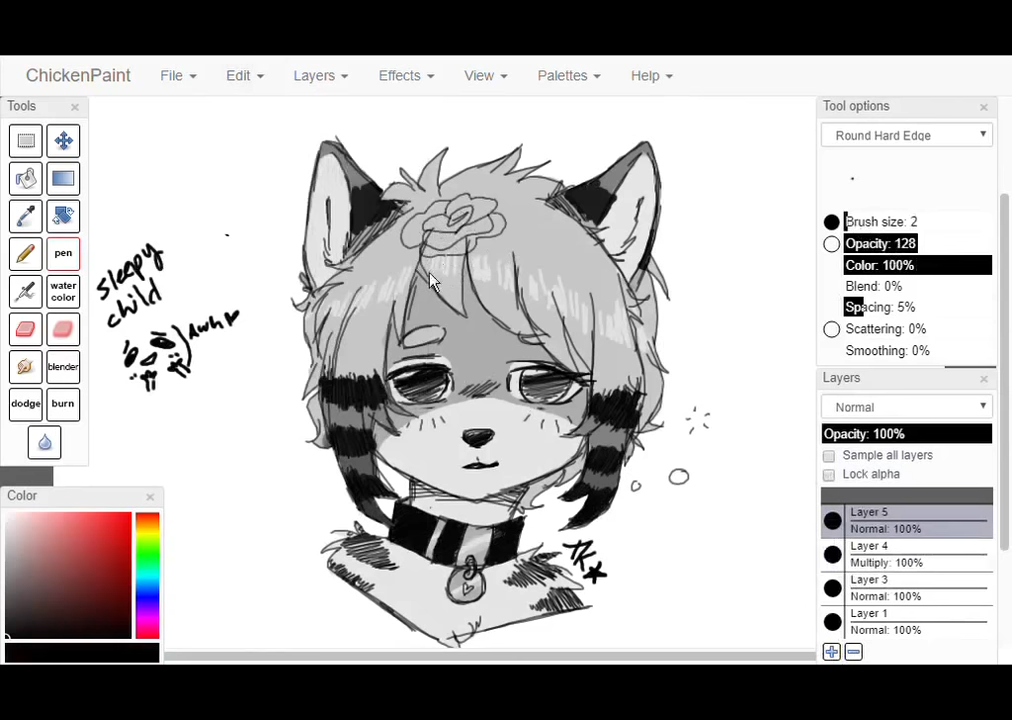 ChickenPaint File Edit Layers Effects View Palettes Help
Tools
pen
water
color
blender
dodge burn
Color
sleepy
child
Awh
Tool options
Round Hard Edge
Brush size: 2
Opacity: 128
Color: 100%
Blend: 0%
Spacing: 5%
Scattering: 0%
Smoothing: 0%
Layers
Normal
Opacity: 100%
Sample all layers
Lock alpha
Layer 5
Normal: 100%
Layer 4
Multiply: 100%
Layer 3
Normal: 100%
Layer 1
Normal: 100%